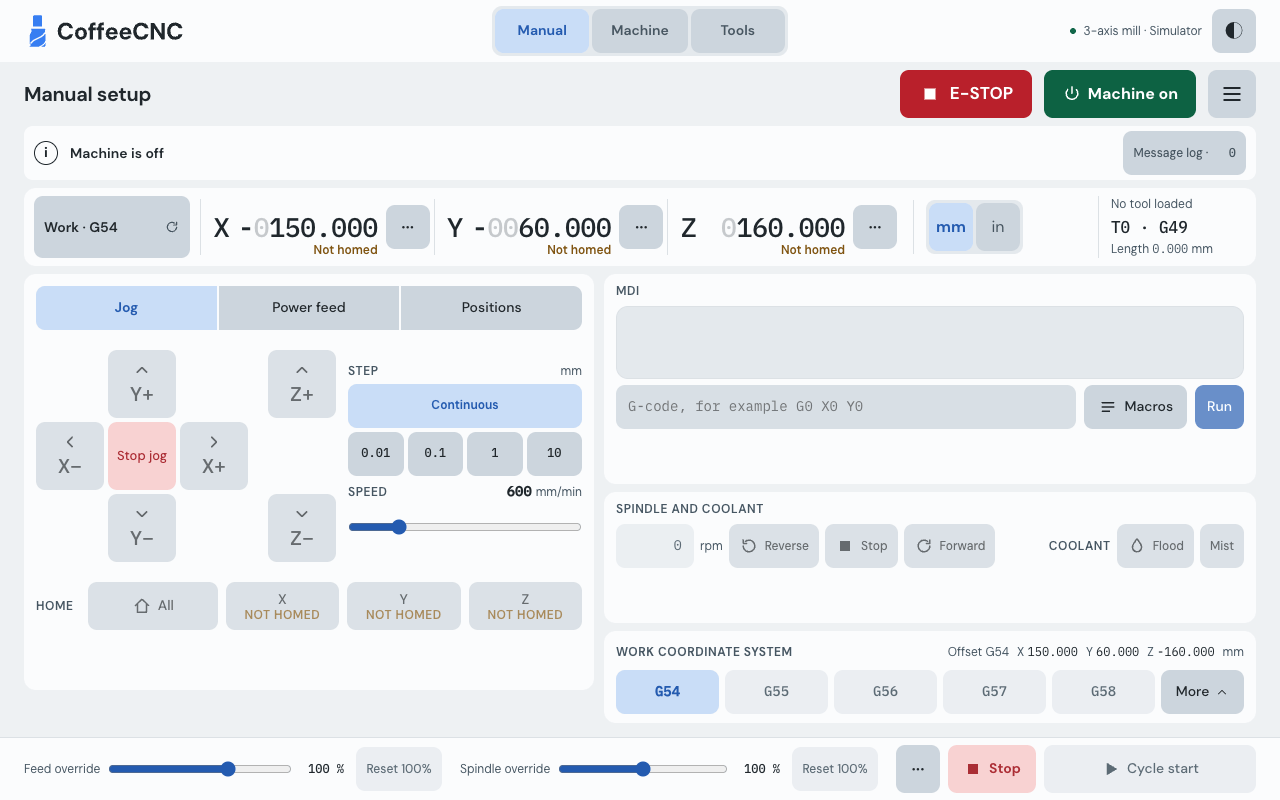 CoffeeCNC
Manual
Machine
Tools
3-axis mill · Simulator
Manual setup
E-STOP
Machine on
i
Machine is off
Message log · 0
Work · G54
X -0150.000
Not homed
Y -0060.000
Not homed
Z 0160.000
Not homed
mm
in
No tool loaded
T0 · G49
Length 0.000 mm
Jog
Power feed
Positions
Y+
Z+
X−
Stop jog
X+
Y−
Z−
STEP mm
Continuous
0.01
0.1
1
10
SPEED 600 mm/min
HOME
All
X
NOT HOMED
Y
NOT HOMED
Z
NOT HOMED
MDI
G-code, for example G0 X0 Y0
Macros
Run
SPINDLE AND COOLANT
0 rpm
Reverse
Stop
Forward
COOLANT
Flood
Mist
WORK COORDINATE SYSTEM
Offset G54 X 150.000 Y 60.000 Z -160.000 mm
G54
G55
G56
G57
G58
More
Feed override
100 %
Reset 100%
Spindle override
100 %
Reset 100%
Stop
Cycle start